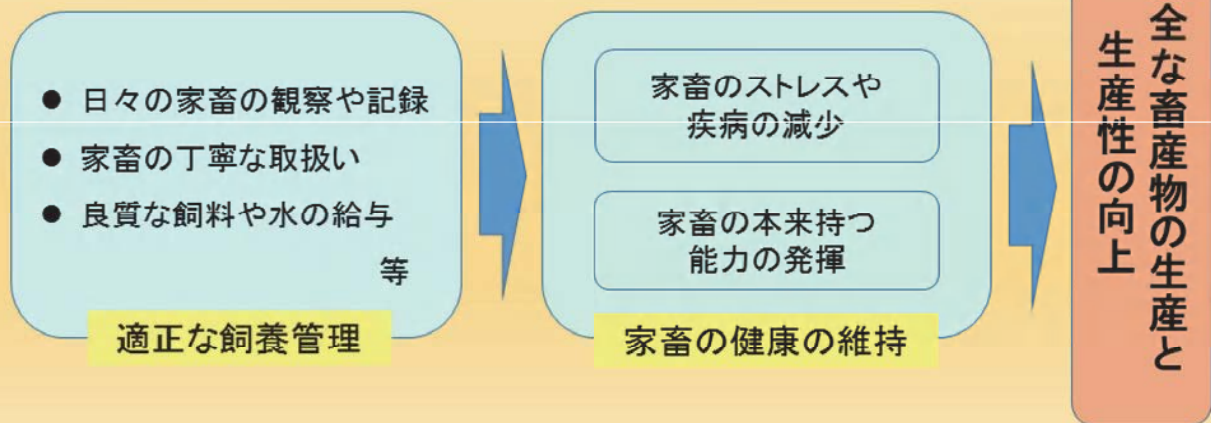 ● 日々の家畜の観察や記録
● 家畜の丁寧な取扱い
● 良質な飼料や水の給与
等
適正な飼養管理
家畜のストレスや
疾病の減少
家畜の本来持つ
能力の発揮
家畜の健康の維持
全な畜産物の生産と
生産性の向上